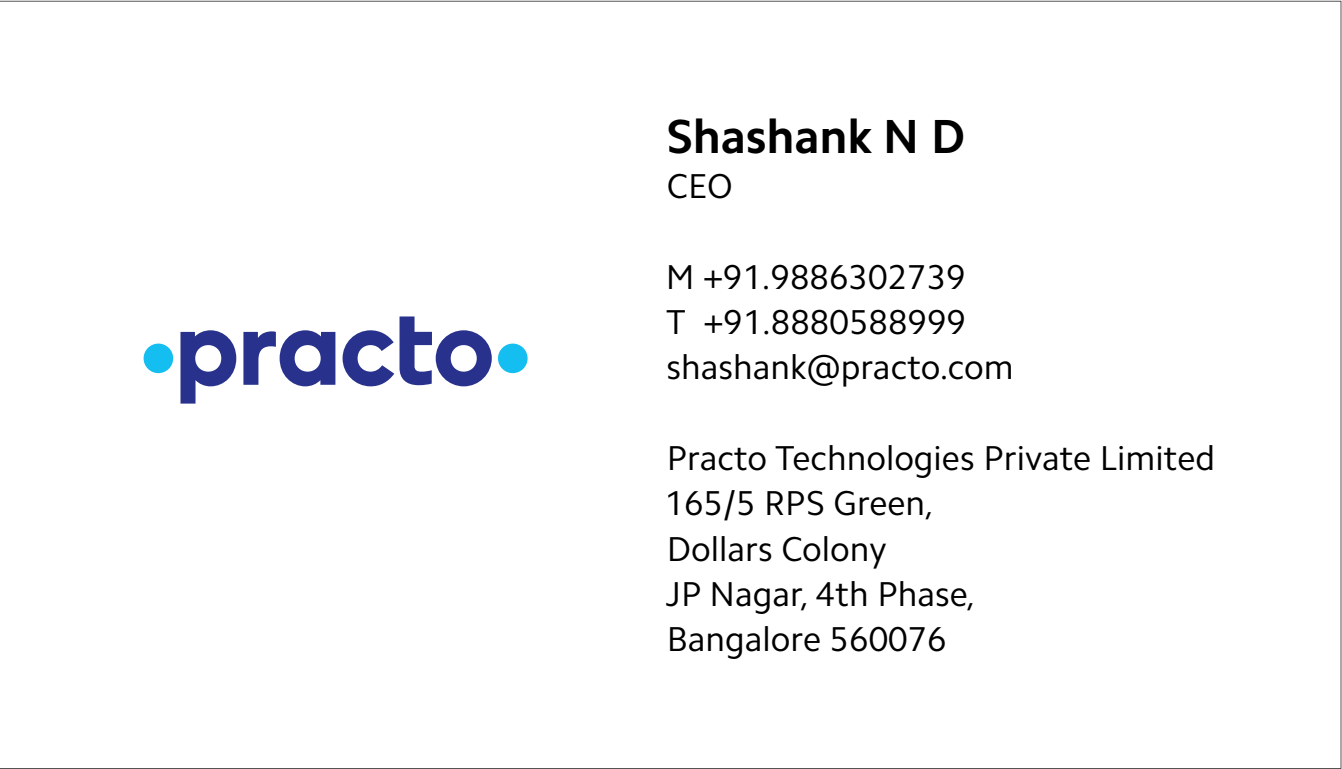 practo
Shashank N D
CEO
M +91.9886302739
T +91.8880588999
shashank@practo.com
Practo Technologies Private Limited
165/5 RPS Green,
Dollars Colony
JP Nagar, 4th Phase,
Bangalore 560076